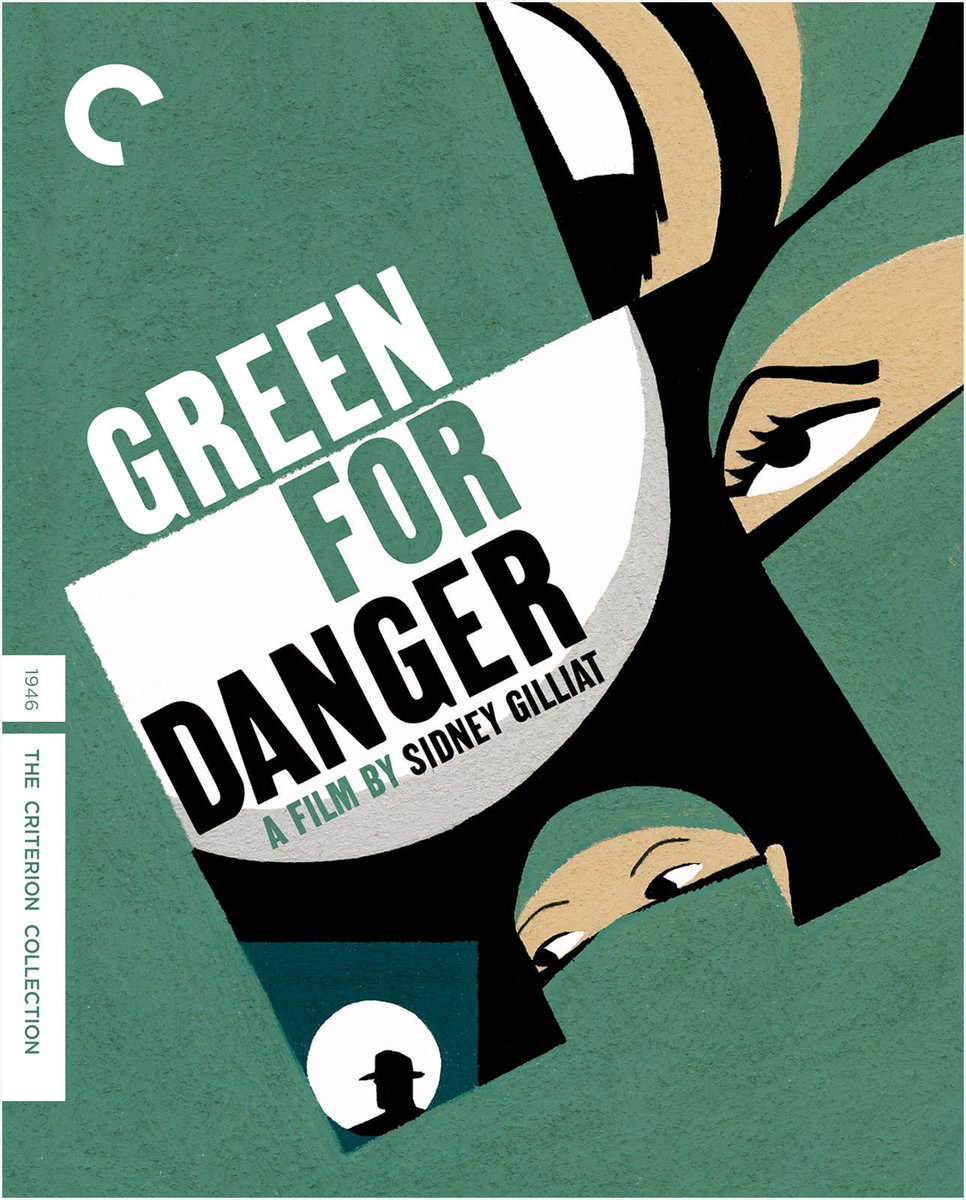 GREEN
FOR
DANGER
A FILM BY SIDNEY GILLIAT
1946
THE CRITERION COLLECTION